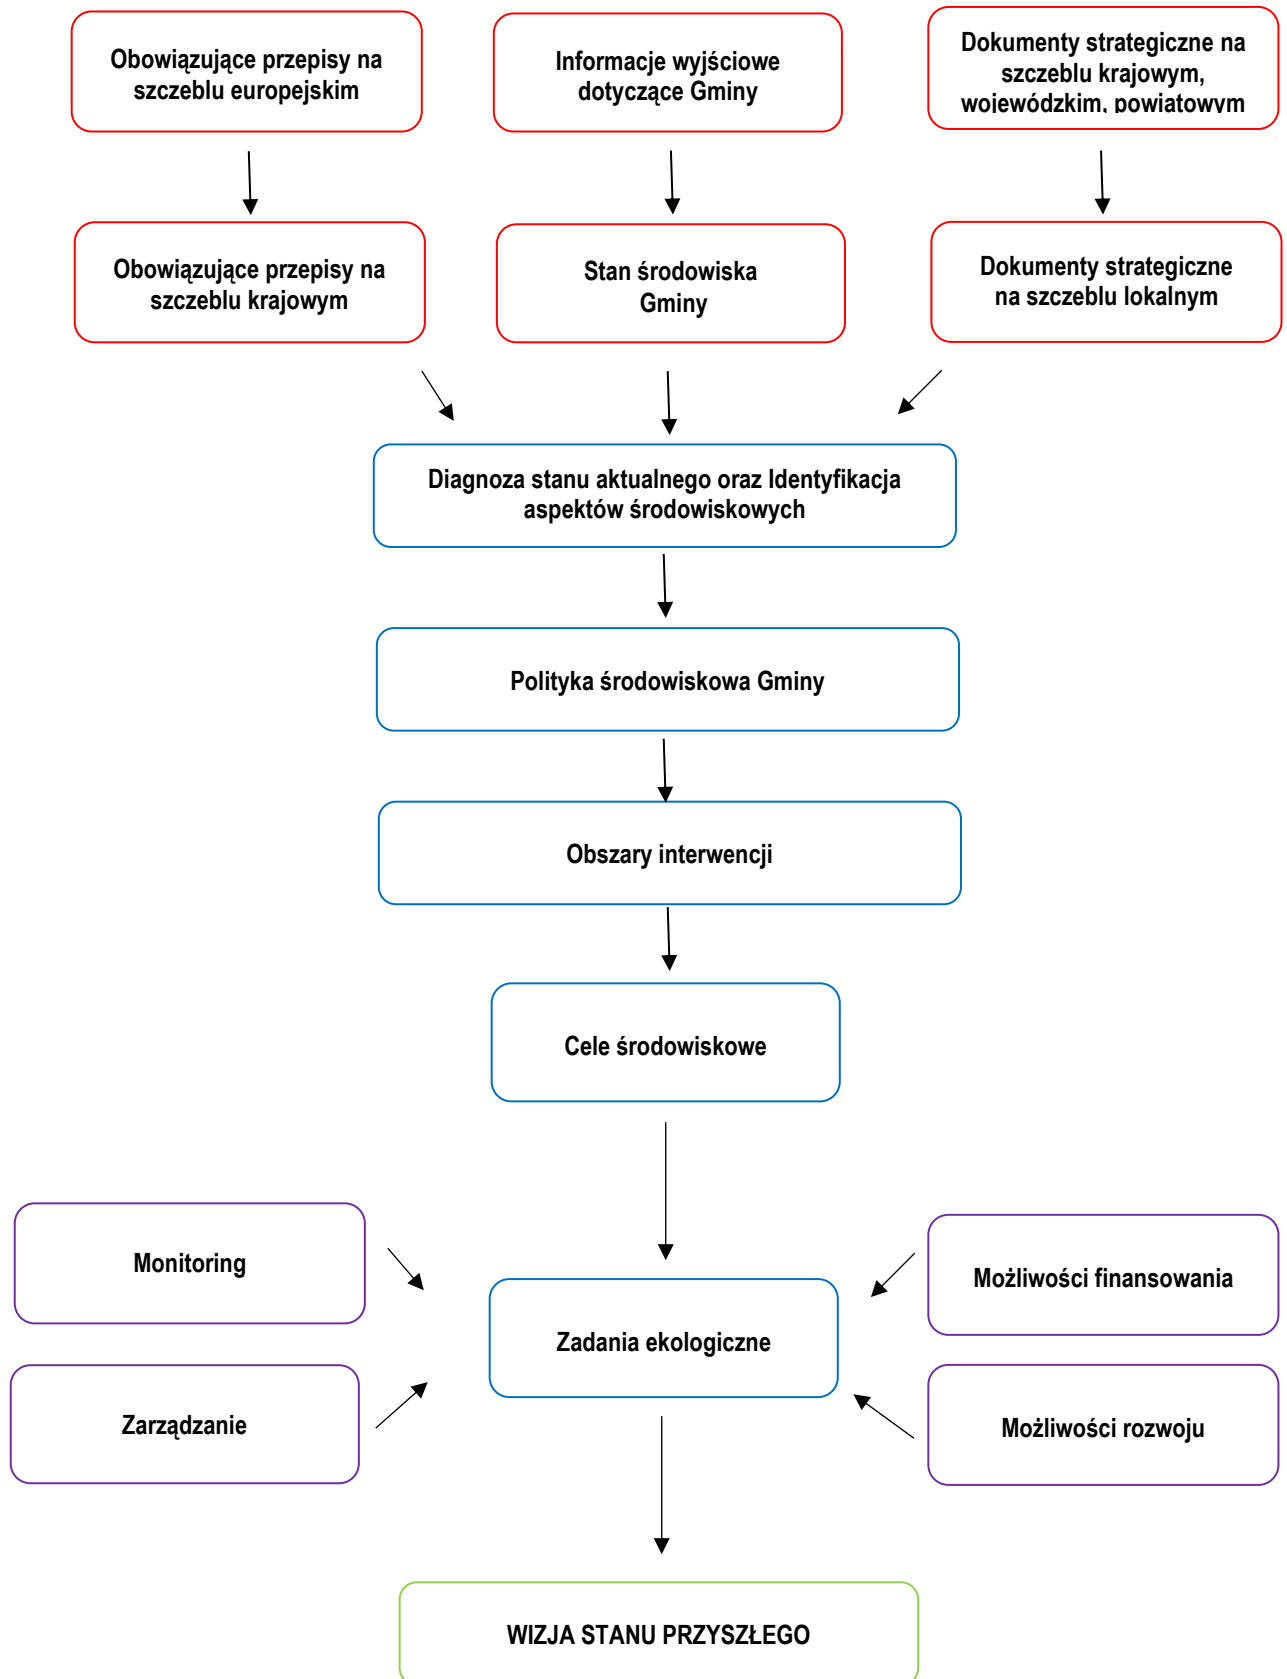 Obowiązujące przepisy na
szczeblu europejskim
Informacje wyjściowe
dotyczące Gminy
Dokumenty strategiczne na
szczeblu krajowym,
wojewódzkim, powiatowym
Obowiązujące przepisy na
szczeblu krajowym
Stan środowiska
Gminy
Dokumenty strategiczne
na szczeblu lokalnym
Diagnoza stanu aktualnego oraz Identyfikacja
aspektów środowiskowych
Polityka środowiskowa Gminy
Obszary interwencji
Cele środowiskowe
Monitoring
Możliwości finansowania
Zadania ekologiczne
Zarządzanie
Możliwości rozwoju
WIZJA STANU PRZYSZŁEGO